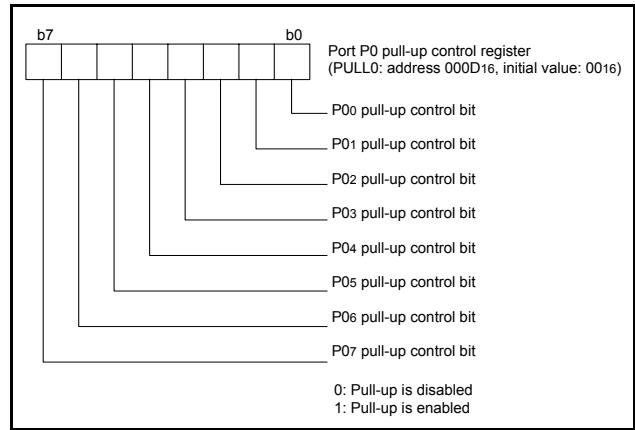 b7 b0
Port P0 pull-up control register
(PULL0: address 000D16, initial value: 0016)
P00 pull-up control bit
P01 pull-up control bit
P02 pull-up control bit
P03 pull-up control bit
P04 pull-up control bit
P05 pull-up control bit
P06 pull-up control bit
P07 pull-up control bit
0: Pull-up is disabled
1: Pull-up is enabled